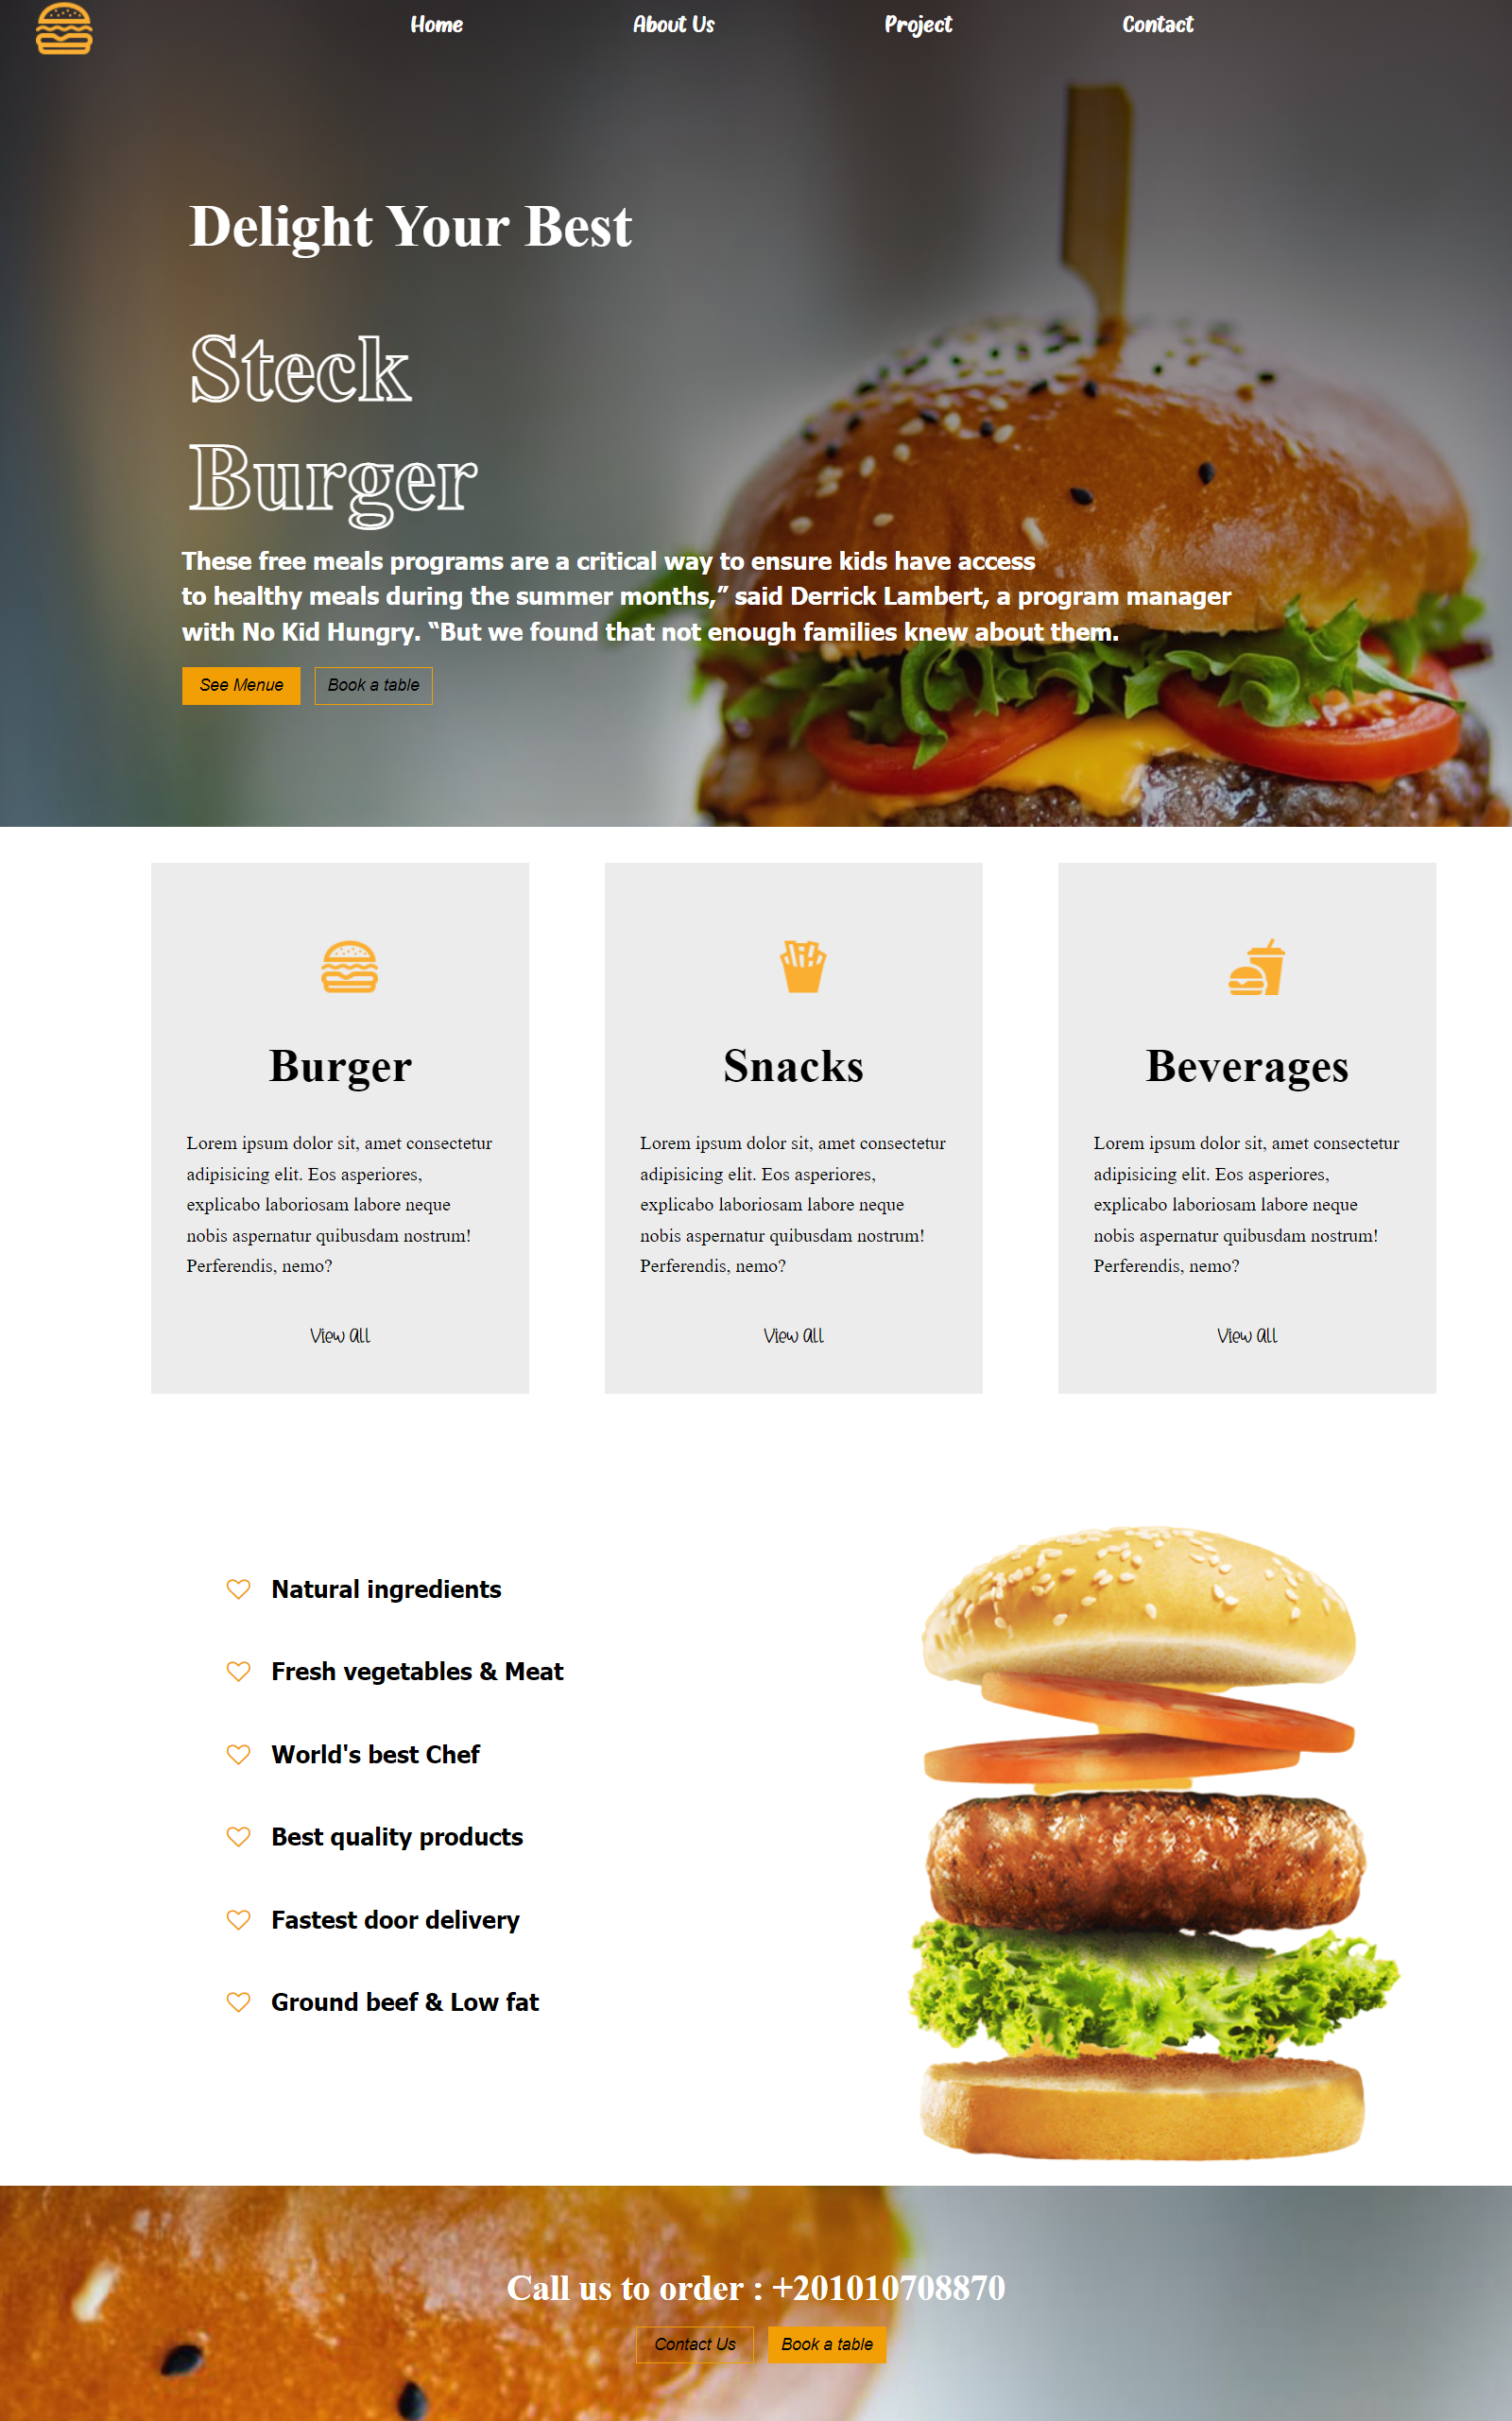 Home About Us Project Contact
Delight Your Best
Steck
Burger
These free meals programs are a critical way to ensure kids have access
to healthy meals during the summer months,” said Derrick Lambert, a program manager
with No Kid Hungry. “But we found that not enough families knew about them.
See Menue Book a table
Burger
Lorem ipsum dolor sit, amet consectetur
adipisicing elit. Eos asperiores,
explicabo laboriosam labore neque
nobis aspernatur quibusdam nostrum!
Perferendis, nemo?
View all
Snacks
Lorem ipsum dolor sit, amet consectetur
adipisicing elit. Eos asperiores,
explicabo laboriosam labore neque
nobis aspernatur quibusdam nostrum!
Perferendis, nemo?
View all
Beverages
Lorem ipsum dolor sit, amet consectetur
adipisicing elit. Eos asperiores,
explicabo laboriosam labore neque
nobis aspernatur quibusdam nostrum!
Perferendis, nemo?
View all
Natural ingredients
Fresh vegetables & Meat
World's best Chef
Best quality products
Fastest door delivery
Ground beef & Low fat
Call us to order : +201010708870
Contact Us Book a table